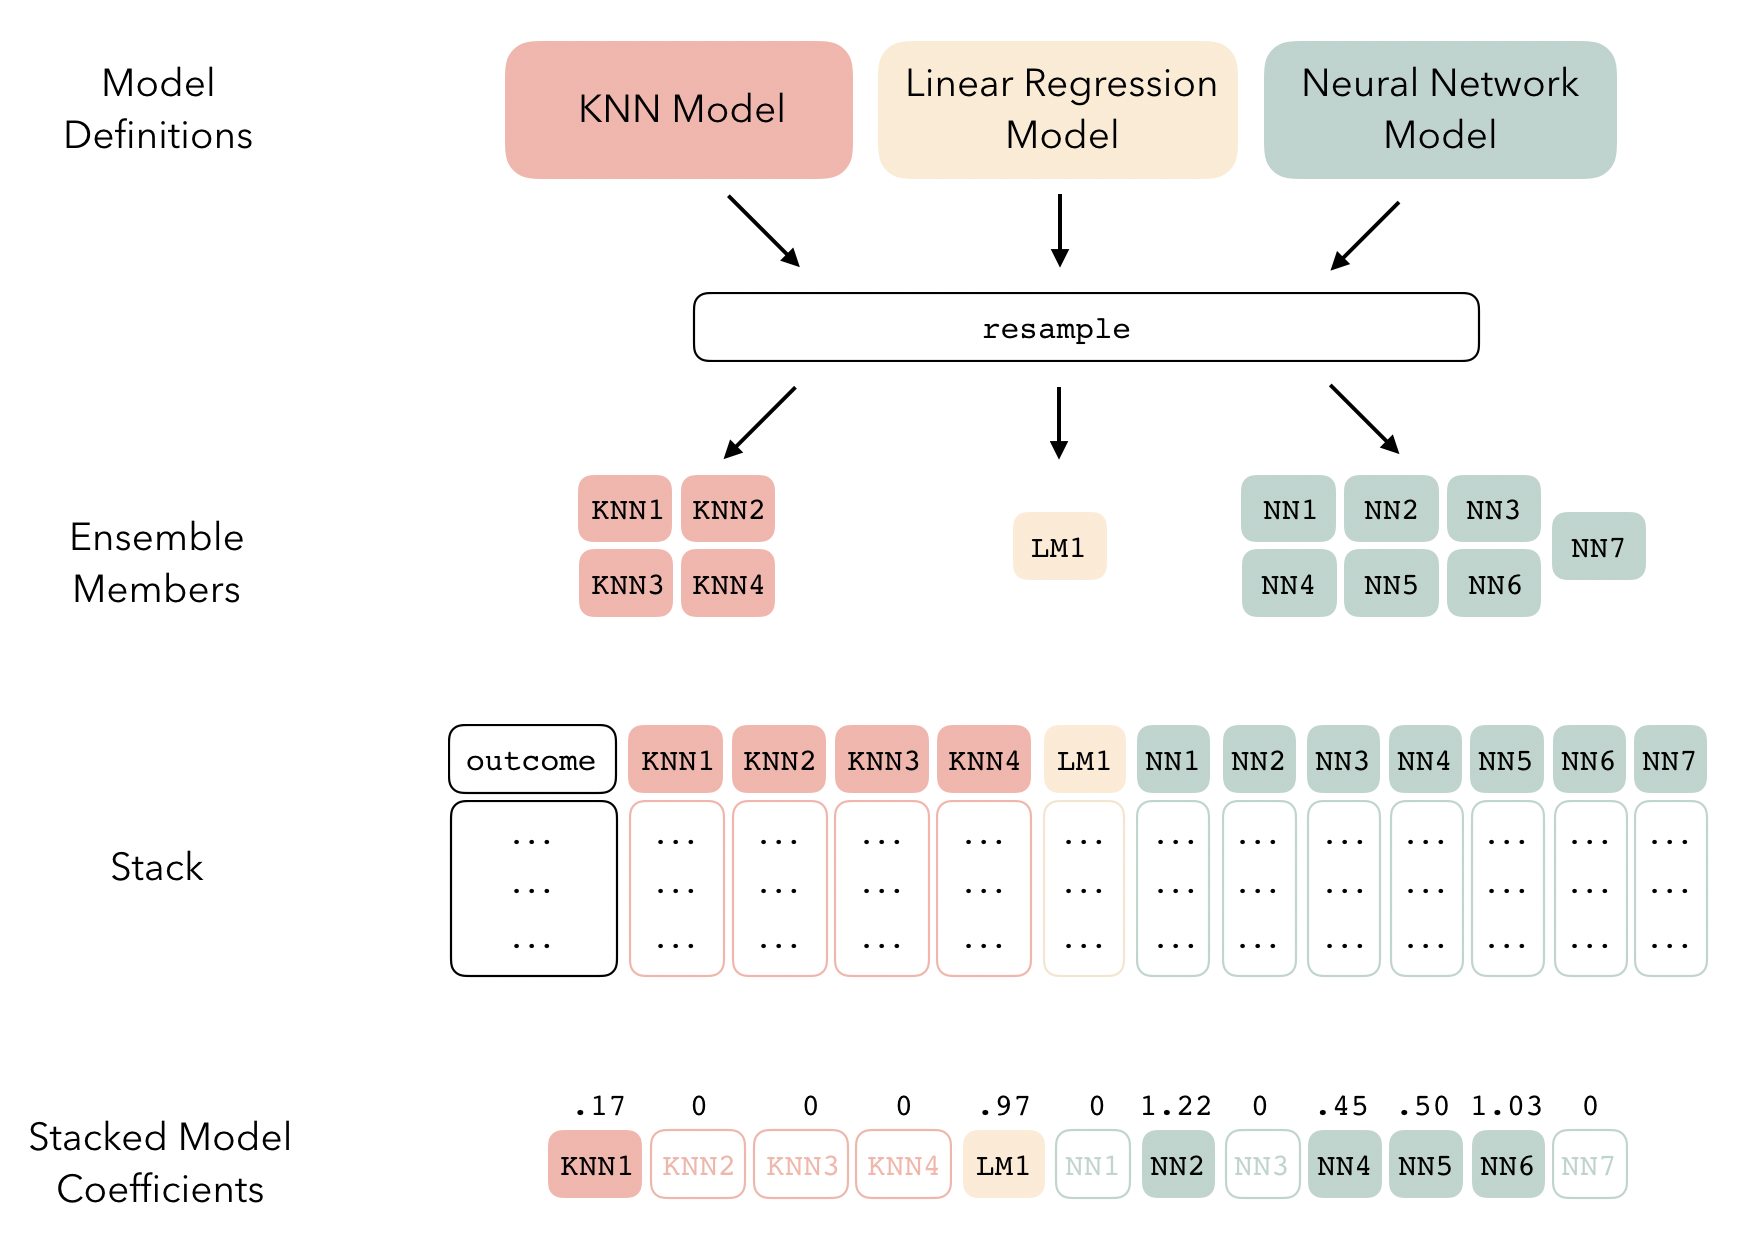 Model
Definitions
KNN Model
Linear Regression
Model
Neural Network
Model
resample
Ensemble
Members
KNN1 KNN2
KNN3 KNN4
LM1
NN1 NN2 NN3
NN4 NN5 NN6
NN7
Stack
outcome KNN1 KNN2 KNN3 KNN4 LM1 NN1 NN2 NN3 NN4 NN5 NN6 NN7
... ... ... ... ... ... ... ... ... ... ... ... ...
... ... ... ... ... ... ... ... ... ... ... ... ...
... ... ... ... ... ... ... ... ... ... ... ... ...
Stacked Model
Coefficients
.17 0 0 0 .97 0 1.22 0 .45 .50 1.03 0
KNN1 KNN2 KNN3 KNN4 LM1 NN1 NN2 NN3 NN4 NN5 NN6 NN7